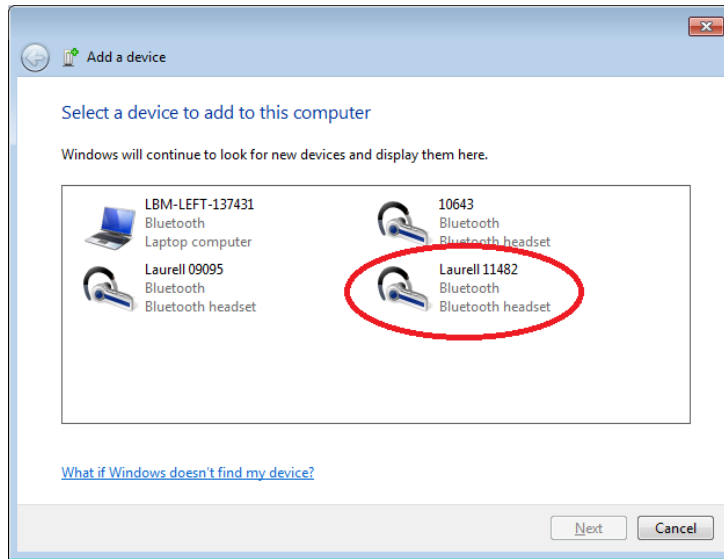 Add a device
Select a device to add to this computer
Windows will continue to look for new devices and display them here.
LBM-LEFT-137431
Bluetooth
Laptop computer
10643
Bluetooth
Bluetooth headset
Laurell 09095
Bluetooth
Bluetooth headset
Laurell 11482
Bluetooth
Bluetooth headset
What if Windows doesn't find my device?
Next
Cancel